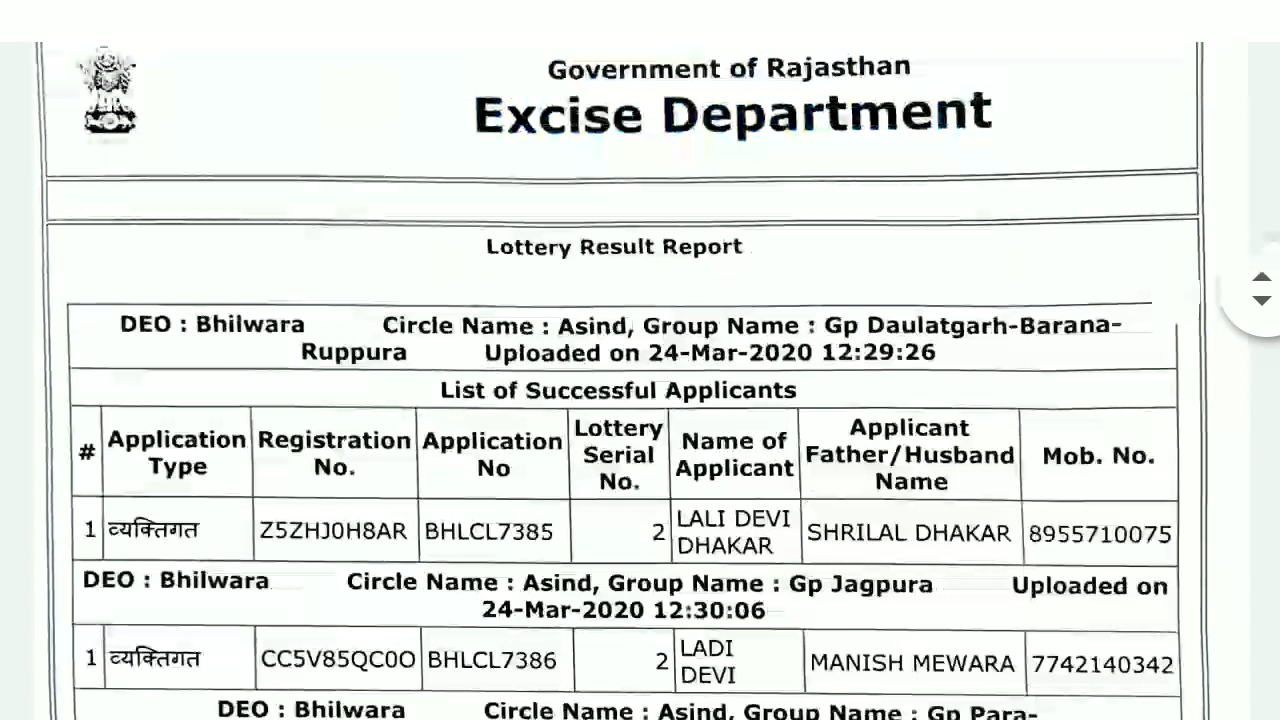 Government of Rajasthan
Excise Department
Lottery Result Report
DEO : Bhilwara Circle Name : Asind, Group Name : Gp Daulatgarh-Barana-
Ruppura Uploaded on 24-Mar-2020 12:29:26
List of Successful Applicants
# Application Type Registration No. Application No Lottery Serial No. Name of Applicant Applicant Father/Husband Name Mob. No.
1 व्यक्तिगत Z5ZHJ0H8AR BHLCL7385 2 LALI DEVI DHAKAR SHRILAL DHAKAR 8955710075
DEO : Bhilwara Circle Name : Asind, Group Name : Gp Jagpura Uploaded on
24-Mar-2020 12:30:06
1 व्यक्तिगत CC5V85QC0O BHLCL7386 2 LADI DEVI MANISH MEWARA 7742140342
DEO : Bhilwara Circle Name : Asind, Group Name : Gp Para-